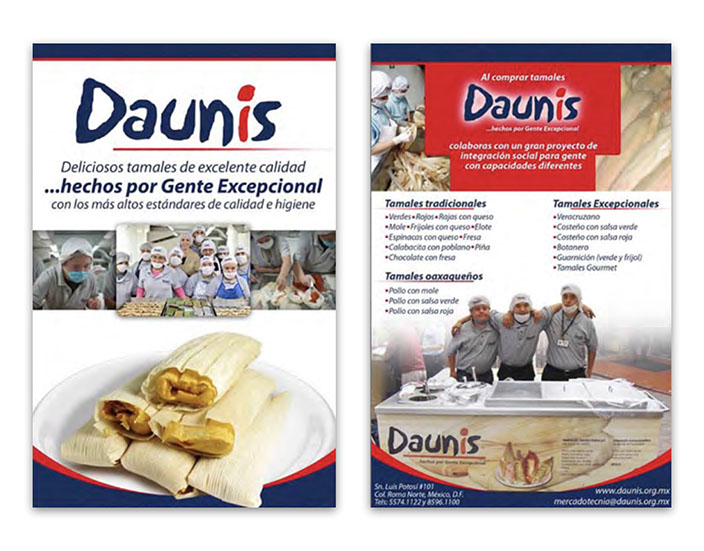 Daunis
Deliciosos tamales de excelente calidad
...hechos por Gente Excepcional
con los más altos estándares de calidad e higiene
Al comprar tamales
Daunis
...hechos por Gente Excepcional
colaboras con un gran proyecto de
integración social para gente
con capacidades diferentes
Tamales tradicionales
•Verdes •Rojos •Rajas con queso
•Mole •Frijoles con queso •Elote
•Espinacas con queso •Fresa
•Calabacita con poblano •Piña
•Chocolate con fresa
Tamales oaxaqueños
•Pollo con mole
•Pollo con salsa verde
•Pollo con salsa roja
Tamales Excepcionales
•Veracruzano
•Costeño con salsa verde
•Costeño con salsa roja
•Botanero
•Guarnición (verde y frijol)
•Tamales Gourmet
Daunis
...hechos por Gente Excepcional
Sn. Luis Potosí #101
Col. Roma Norte, México, D.F.
Tels: 5574.1122 y 8596.1100
www.daunis.org.mx
mercadotecnia@daunis.org.mx